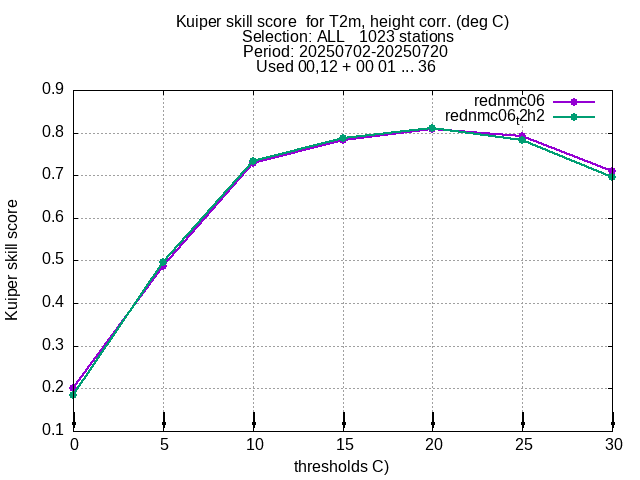 Kuiper skill score  for T2m, height corr. (deg C)
Selection: ALL   1023 stations
Period: 20250702-20250720
Used 00,12 + 00 01 ... 36
rednmc06
rednmc06_t2h2
0.9
0.8
0.7
0.6
0.5
0.4
0.3
0.2
0.1
Kuiper skill score
0 5 10 15 20 25 30
thresholds C)